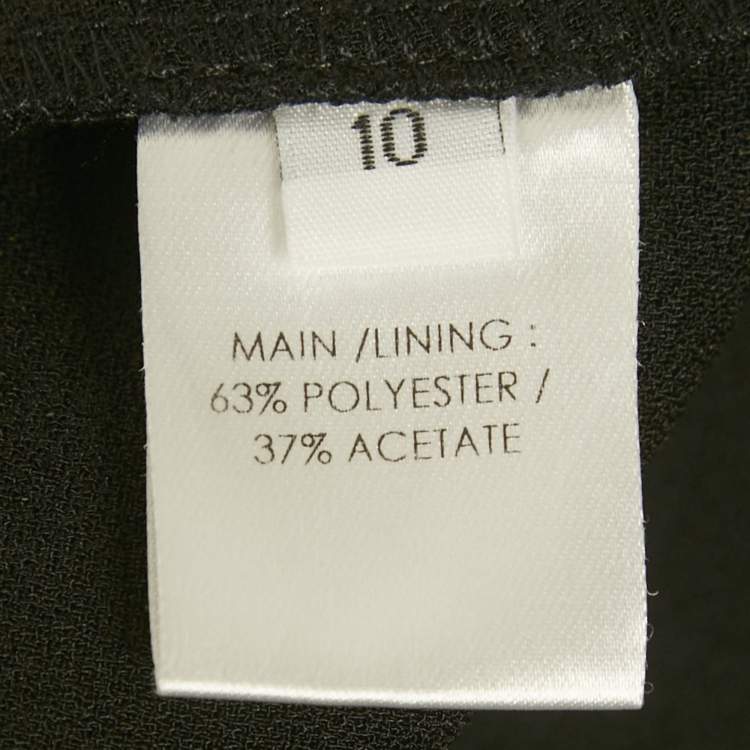 10
MAIN /LINING :
63% POLYESTER /
37% ACETATE